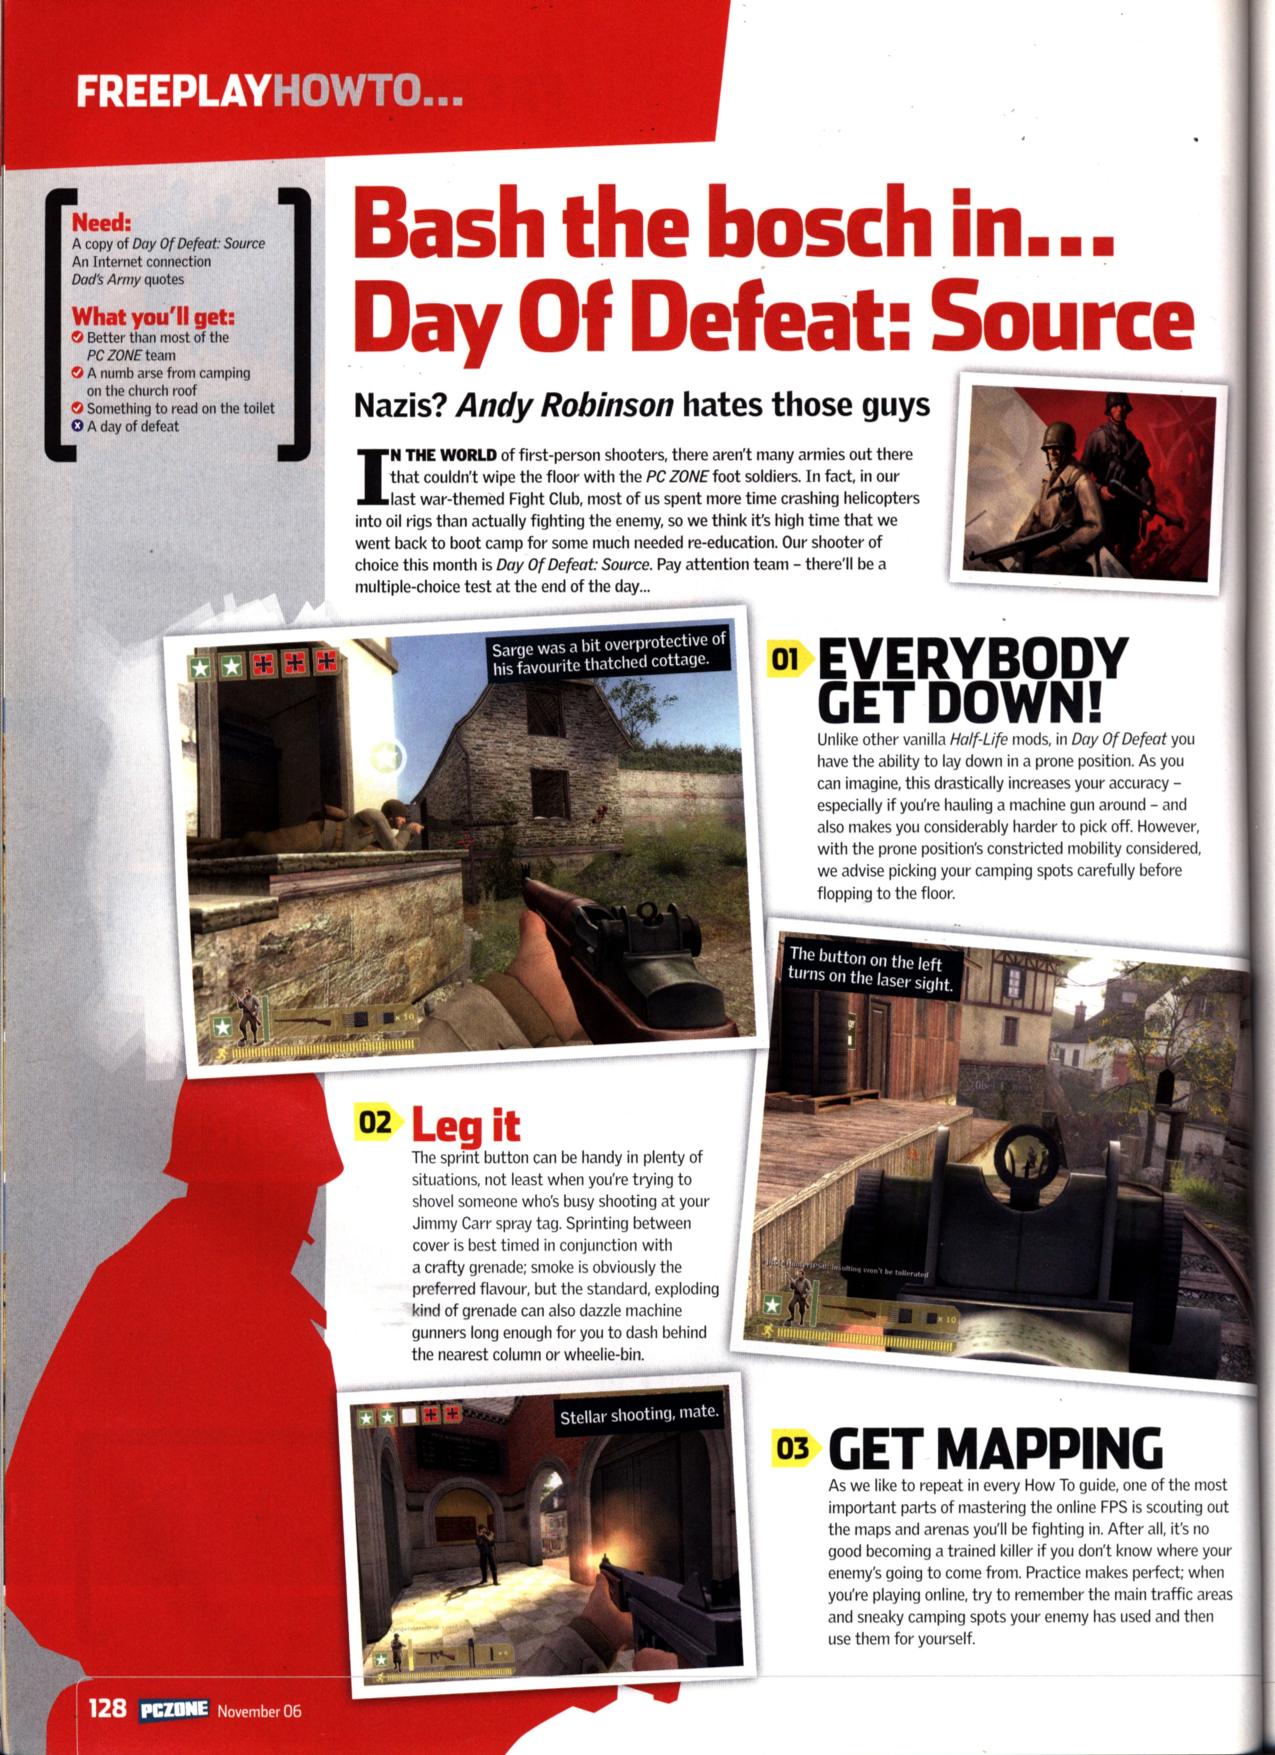 FREEPLAYHOWTO...
Need:
A copy of Day Of Defeat: Source
An Internet connection
Dad's Army quotes
What you'll get:
Better than most of the
PC ZONE team
A numb arse from camping
on the church roof
Something to read on the toilet
A day of defeat
Bash the bosch in...
Day Of Defeat: Source
Nazis? Andy Robinson hates those guys
IN THE WORLD of first-person shooters, there aren't many armies out there
that couldn't wipe the floor with the PC ZONE foot soldiers. In fact, in our
last war-themed Fight Club, most of us spent more time crashing helicopters
into oil rigs than actually fighting the enemy, so we think it's high time that we
went back to boot camp for some much needed re-education. Our shooter of
choice this month is Day Of Defeat: Source. Pay attention team – there'll be a
multiple-choice test at the end of the day...
Sarge was a bit overprotective of
his favourite thatched cottage.
x 10
01 EVERYBODY
GET DOWN!
Unlike other vanilla Half-Life mods, in Day Of Defeat you
have the ability to lay down in a prone position. As you
can imagine, this drastically increases your accuracy –
especially if you're hauling a machine gun around – and
also makes you considerably harder to pick off. However,
with the prone position's constricted mobility considered,
we advise picking your camping spots carefully before
flopping to the floor.
The button on the left
turns on the laser sight.
insulting won't be tollerated
x 10
02 Leg it
The sprint button can be handy in plenty of
situations, not least when you're trying to
shovel someone who's busy shooting at your
Jimmy Carr spray tag. Sprinting between
cover is best timed in conjunction with
a crafty grenade; smoke is obviously the
preferred flavour, but the standard, exploding
kind of grenade can also dazzle machine
gunners long enough for you to dash behind
the nearest column or wheelie-bin.
Stellar shooting, mate.
03 GET MAPPING
As we like to repeat in every How To guide, one of the most
important parts of mastering the online FPS is scouting out
the maps and arenas you'll be fighting in. After all, it's no
good becoming a trained killer if you don't know where your
enemy's going to come from. Practice makes perfect; when
you're playing online, try to remember the main traffic areas
and sneaky camping spots your enemy has used and then
use them for yourself.
128 PCZONE November 06